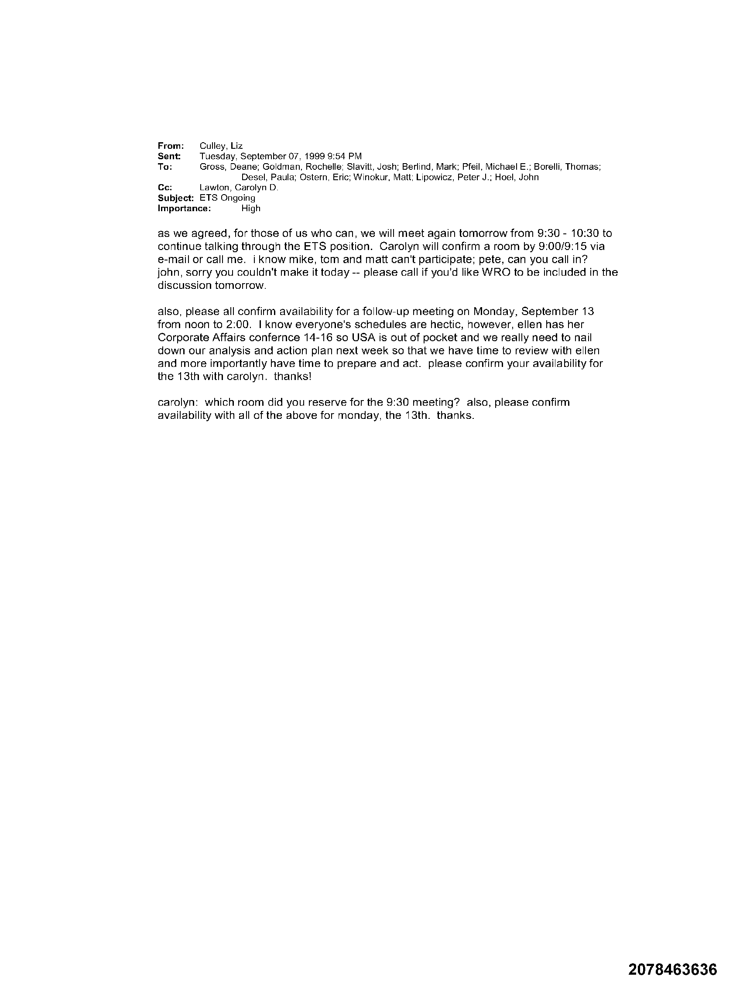 From: Culley, Liz
Sent: Tuesday, September 07, 1999 9:54 PM
To: Gross, Deane; Goldman, Rochelle; Slavitt, Josh; Berlind, Mark; Pfeil, Michael E.; Borelli, Thomas;
Desel, Paula; Ostern, Eric; Winokur, Matt; Lipowicz, Peter J.; Hoel, John
Cc: Lawton, Carolyn D.
Subject: ETS Ongoing
Importance: High
as we agreed, for those of us who can, we will meet again tomorrow from 9:30 - 10:30 to
continue talking through the ETS position. Carolyn will confirm a room by 9:00/9:15 via
e-mail or call me. i know mike, tom and matt can't participate; pete, can you call in?
john, sorry you couldn't make it today -- please call if you'd like WRO to be included in the
discussion tomorrow.
also, please all confirm availability for a follow-up meeting on Monday, September 13
from noon to 2:00. I know everyone's schedules are hectic, however, ellen has her
Corporate Affairs confernce 14-16 so USA is out of pocket and we really need to nail
down our analysis and action plan next week so that we have time to review with ellen
and more importantly have time to prepare and act. please confirm your availability for
the 13th with carolyn. thanks!
carolyn: which room did you reserve for the 9:30 meeting? also, please confirm
availability with all of the above for monday, the 13th. thanks.
2078463636